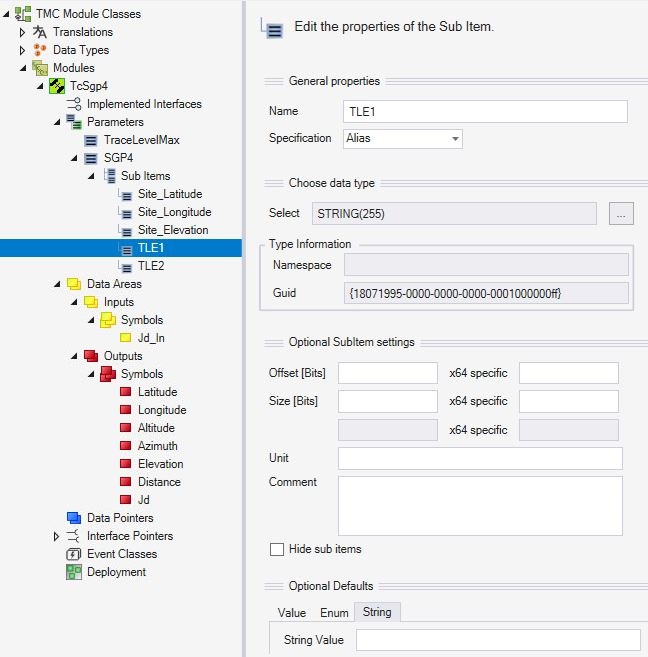 TMC Module Classes
Translations
Data Types
Modules
TcSgp4
Implemented Interfaces
Parameters
TraceLevelMax
SGP4
Sub Items
Site_Latitude
Site_Longitude
Site_Elevation
TLE1
TLE2
Data Areas
Inputs
Symbols
Jd_In
Outputs
Symbols
Latitude
Longitude
Altitude
Azimuth
Elevation
Distance
Jd
Data Pointers
Interface Pointers
Event Classes
Deployment
Edit the properties of the Sub Item.
General properties
Name TLE1
Specification Alias
Choose data type
Select STRING(255) ...
Type Information
Namespace
Guid {18071995-0000-0000-0000-0001000000ff}
Optional SubItem settings
Offset [Bits] x64 specific
Size [Bits] x64 specific
x64 specific
Unit
Comment
Hide sub items
Optional Defaults
Value Enum String
String Value